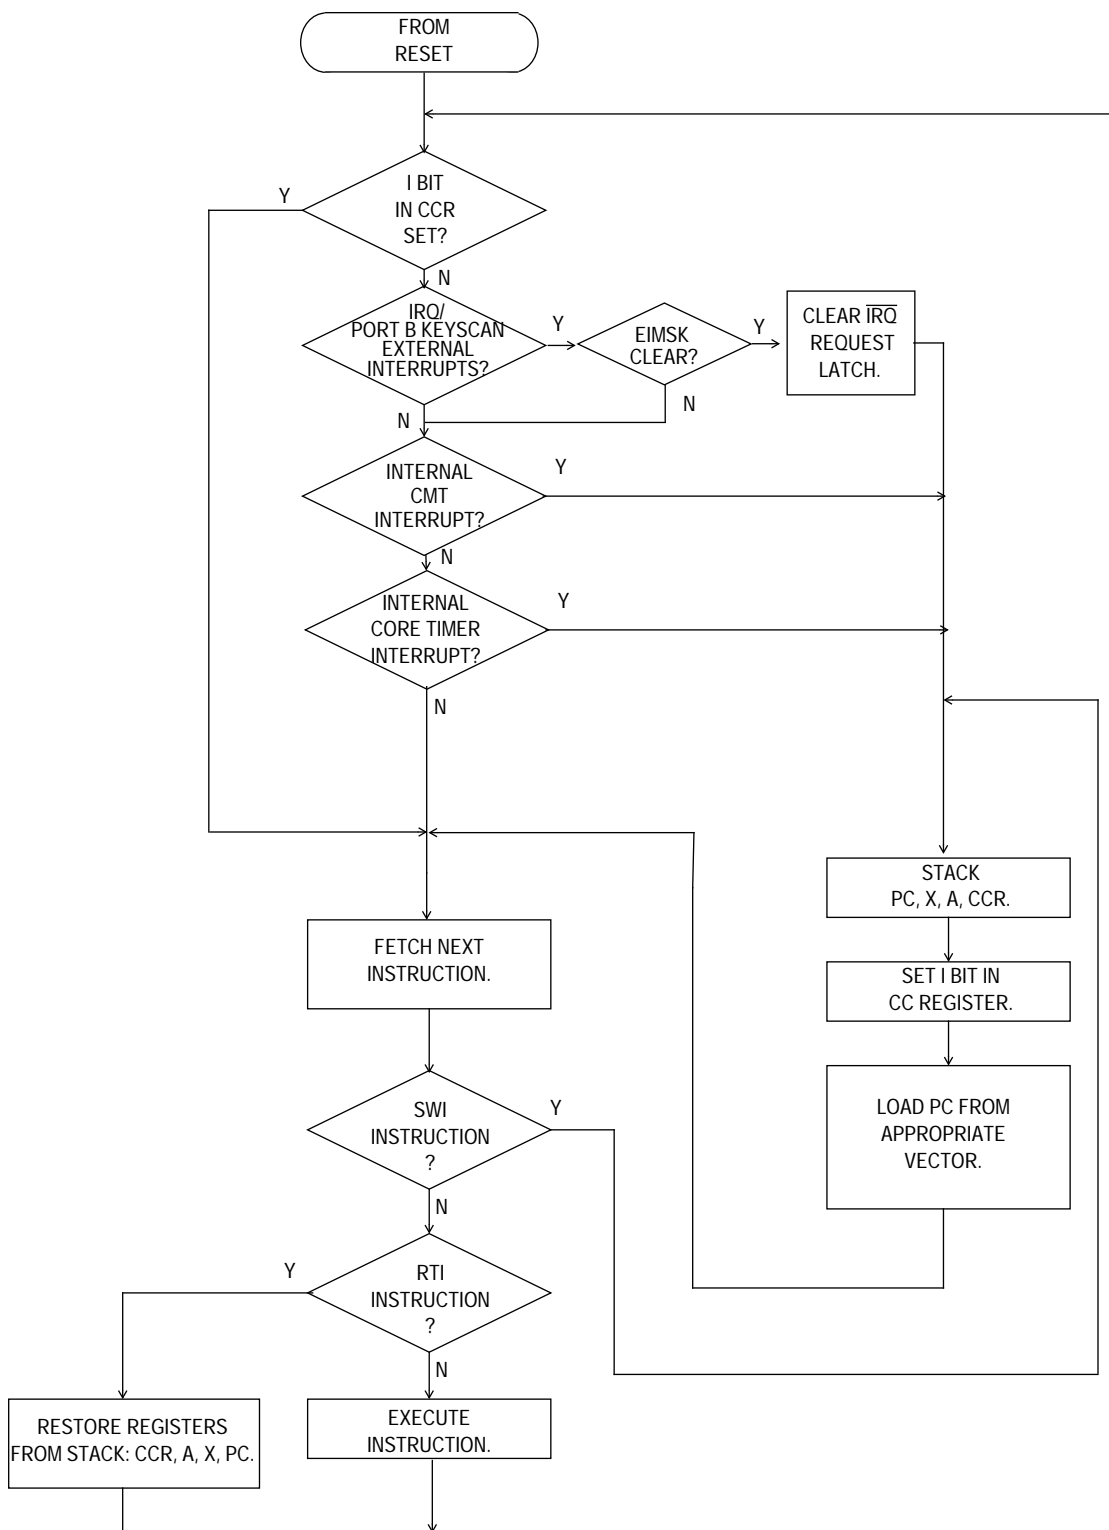 FROM
RESET
Y
I BIT
IN CCR
SET?
N
IRQ/
PORT B KEYSCAN
EXTERNAL
INTERRUPTS?
Y
EIMSK
CLEAR?
Y
CLEAR IRQ
REQUEST
LATCH.
N
N
INTERNAL
CMT
INTERRUPT?
Y
N
INTERNAL
CORE TIMER
INTERRUPT?
Y
N
STACK
PC, X, A, CCR.
FETCH NEXT
INSTRUCTION.
SET I BIT IN
CC REGISTER.
SWI
INSTRUCTION
?
Y
LOAD PC FROM
APPROPRIATE
VECTOR.
N
Y
RTI
INSTRUCTION
?
N
RESTORE REGISTERS
FROM STACK: CCR, A, X, PC.
EXECUTE
INSTRUCTION.